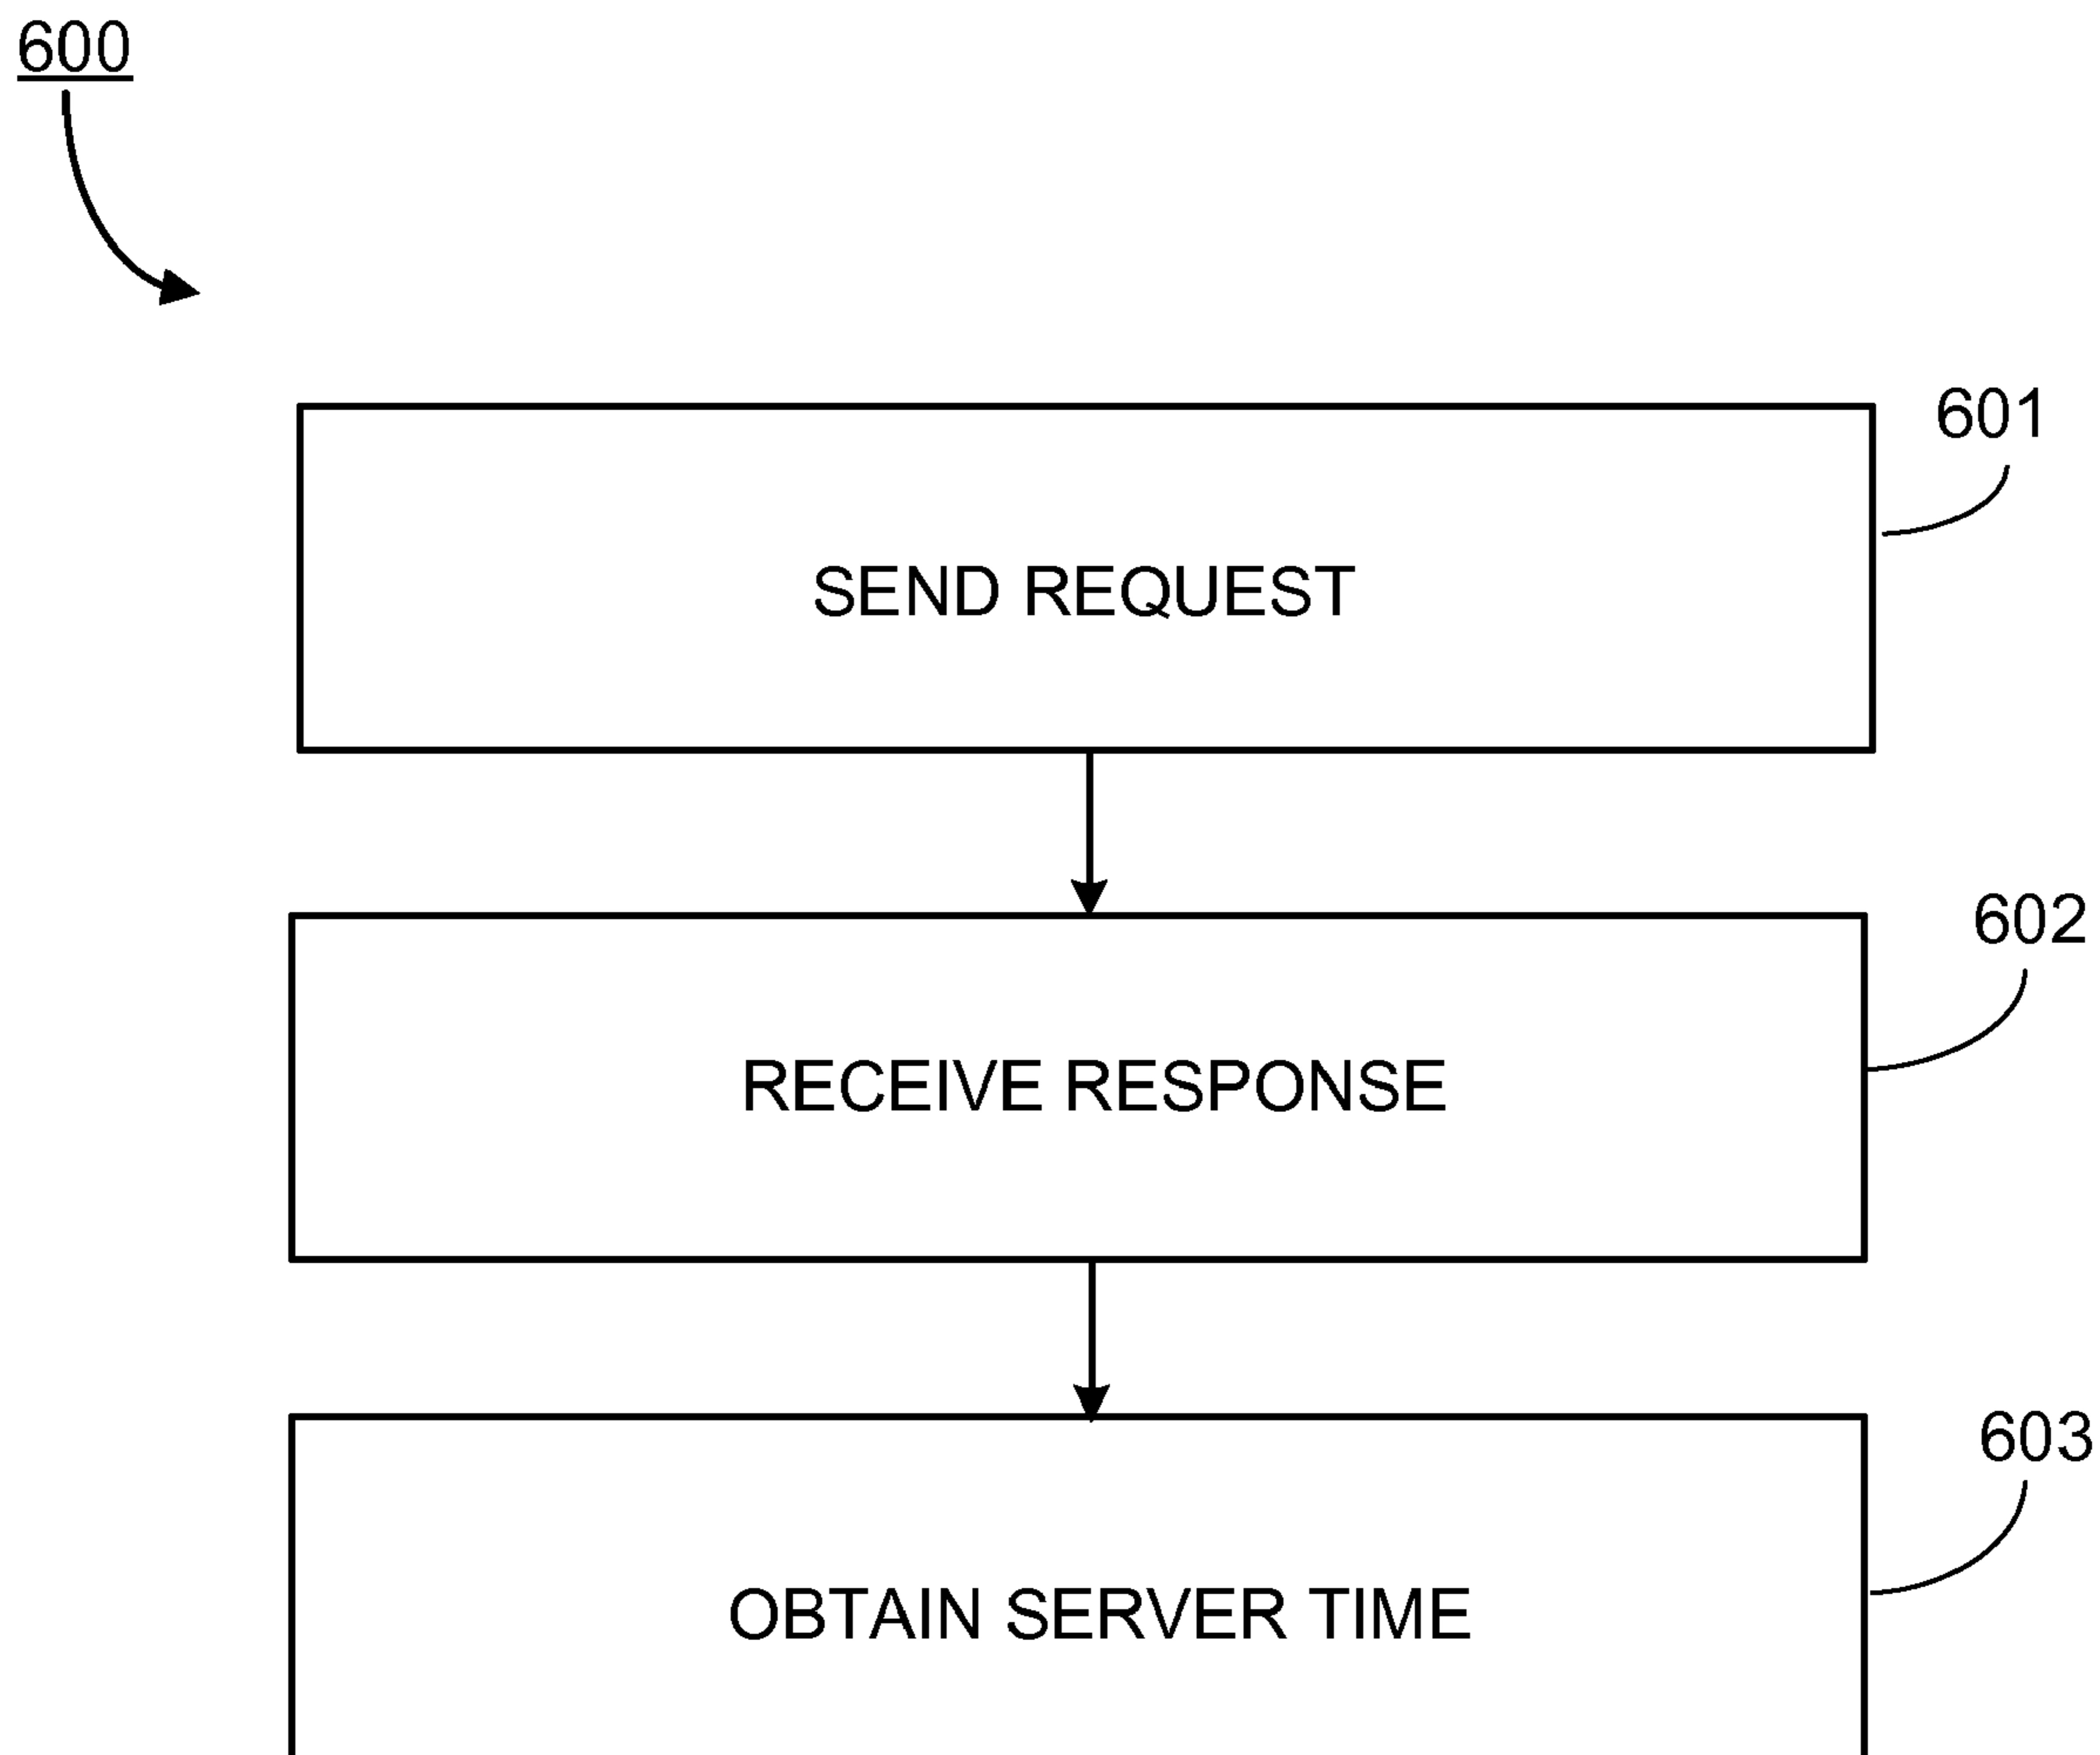 600
601
SEND REQUEST
602
RECEIVE RESPONSE
603
OBTAIN SERVER TIME